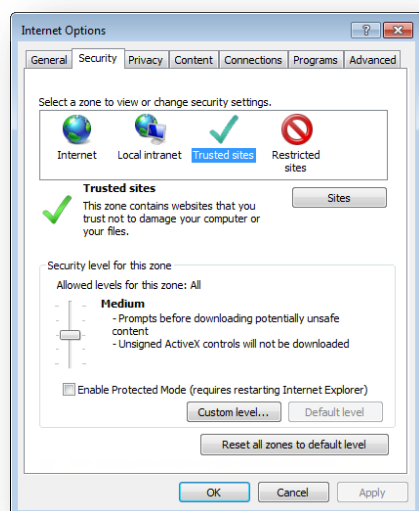 Internet Options
General Security Privacy Content Connections Programs Advanced
Select a zone to view or change security settings.
Internet Local intranet Trusted sites Restricted
sites
Trusted sites
Sites
This zone contains websites that you
trust not to damage your computer or
your files.
Security level for this zone
Allowed levels for this zone: All
Medium
- Prompts before downloading potentially unsafe
content
- Unsigned ActiveX controls will not be downloaded
Enable Protected Mode (requires restarting Internet Explorer)
Custom level... Default level
Reset all zones to default level
OK Cancel Apply